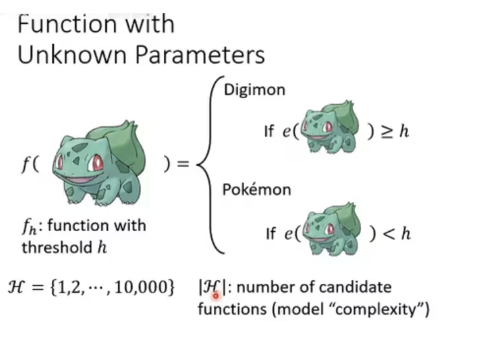 Function with
Unknown Parameters
Digimon
If e( ) ≥ h
f( ) =
Pokémon
If e( ) < h
f_h: function with
threshold h
ℋ = {1,2, ⋯ , 10,000}
|ℋ|: number of candidate
functions (model “complexity”)